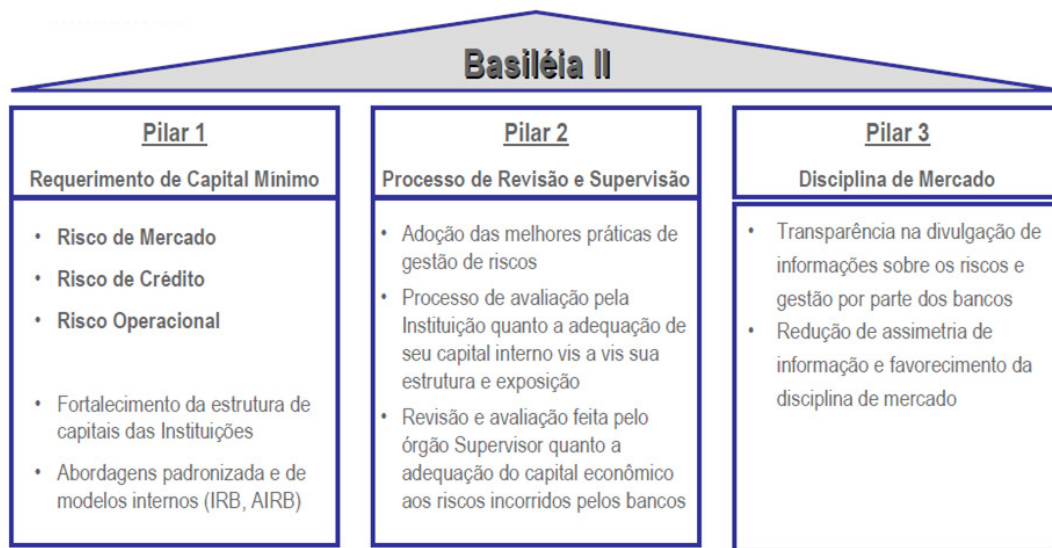 Basiléia II
Pilar 1
Requerimento de Capital Mínimo
• Risco de Mercado
• Risco de Crédito
• Risco Operacional
• Fortalecimento da estrutura de
capitais das Instituições
• Abordagens padronizada e de
modelos internos (IRB, AIRB)
Pilar 2
Processo de Revisão e Supervisão
• Adoção das melhores práticas de
gestão de riscos
• Processo de avaliação pela
Instituição quanto a adequação de
seu capital interno vis a vis sua
estrutura e exposição
• Revisão e avaliação feita pelo
órgão Supervisor quanto a
adequação do capital econômico
aos riscos incorridos pelos bancos
Pilar 3
Disciplina de Mercado
• Transparência na divulgação de
informações sobre os riscos e
gestão por parte dos bancos
• Redução de assimetria de
informação e favorecimento da
disciplina de mercado